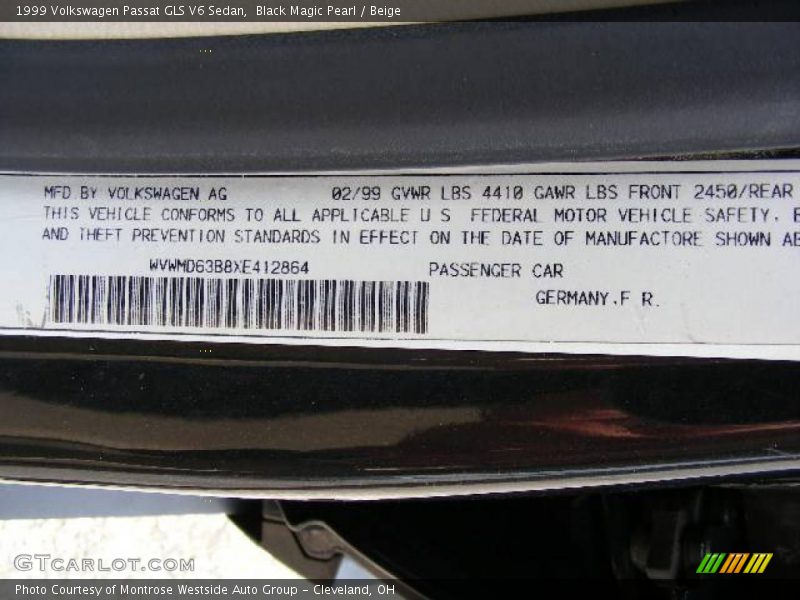 1999 Volkswagen Passat GLS V6 Sedan,  Black Magic Pearl / Beige
MFD BY VOLKSWAGEN AG 02/99 GVWR LBS 4410 GAWR LBS FRONT 2450/REAR
THIS VEHICLE CONFORMS TO ALL APPLICABLE U S FEDERAL MOTOR VEHICLE SAFETY,
AND THEFT PREVENTION STANDARDS IN EFFECT ON THE DATE OF MANUFACTORE SHOWN
WVWMD63B8XE412864 PASSENGER CAR
GERMANY.F R.
GTCARLOT.COM
Photo Courtesy of Montrose Westside Auto Group - Cleveland, OH